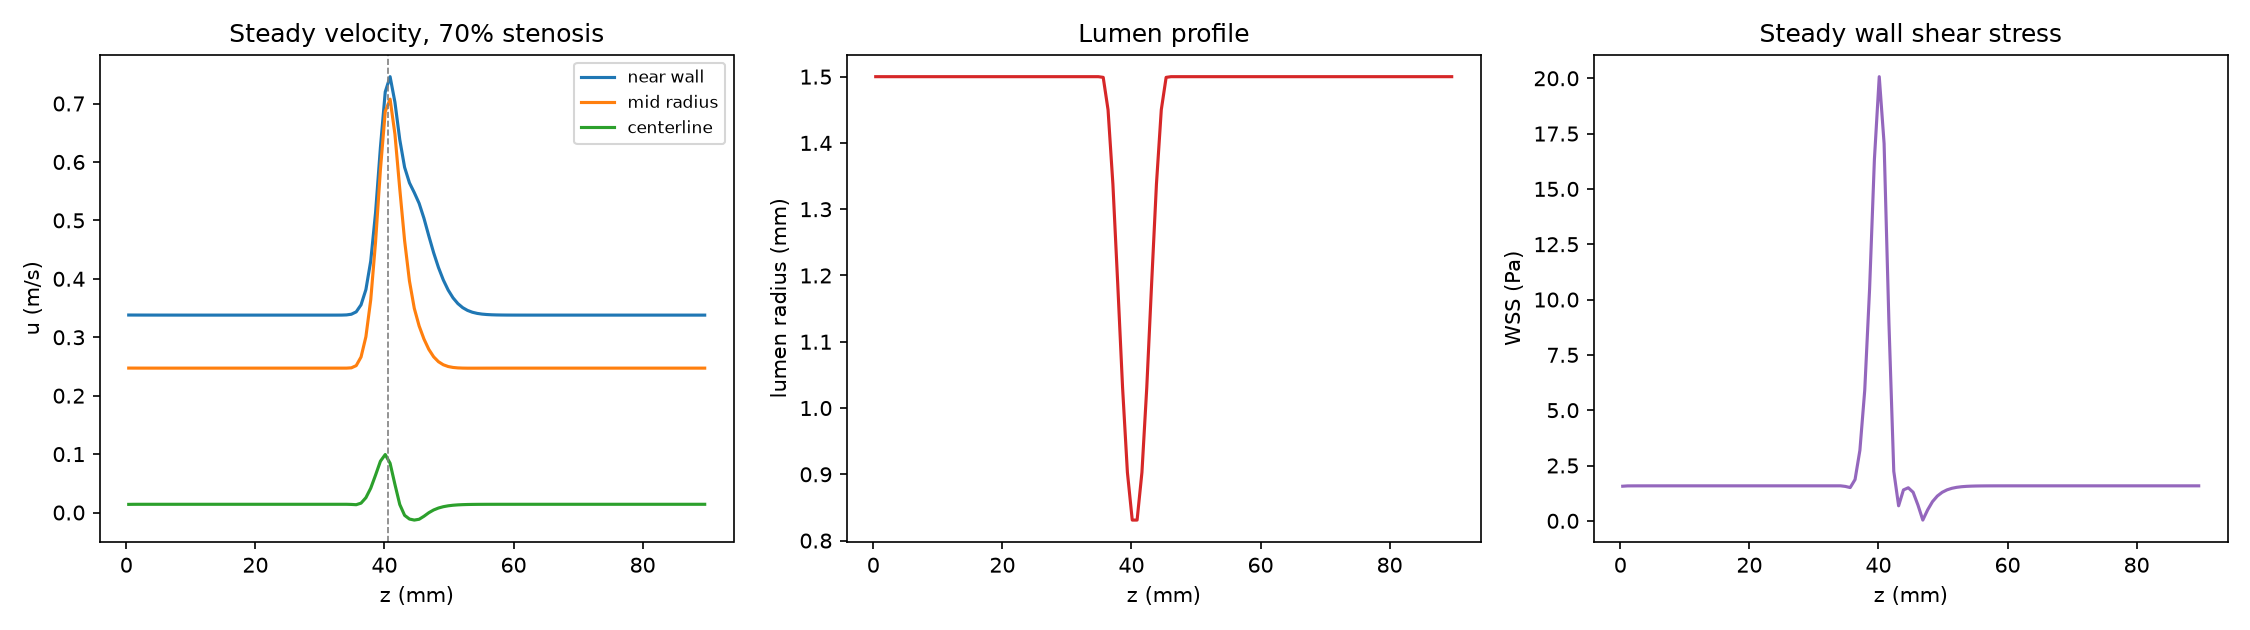 Steady velocity, 70% stenosis
u (m/s)
0.7
0.6
0.5
0.4
0.3
0.2
0.1
0.0
near wall
mid radius
centerline
0 20 40 60 80
z (mm)
Lumen profile
lumen radius (mm)
1.5
1.4
1.3
1.2
1.1
1.0
0.9
0.8
0 20 40 60 80
z (mm)
Steady wall shear stress
WSS (Pa)
20.0
17.5
15.0
12.5
10.0
7.5
5.0
2.5
0.0
0 20 40 60 80
z (mm)